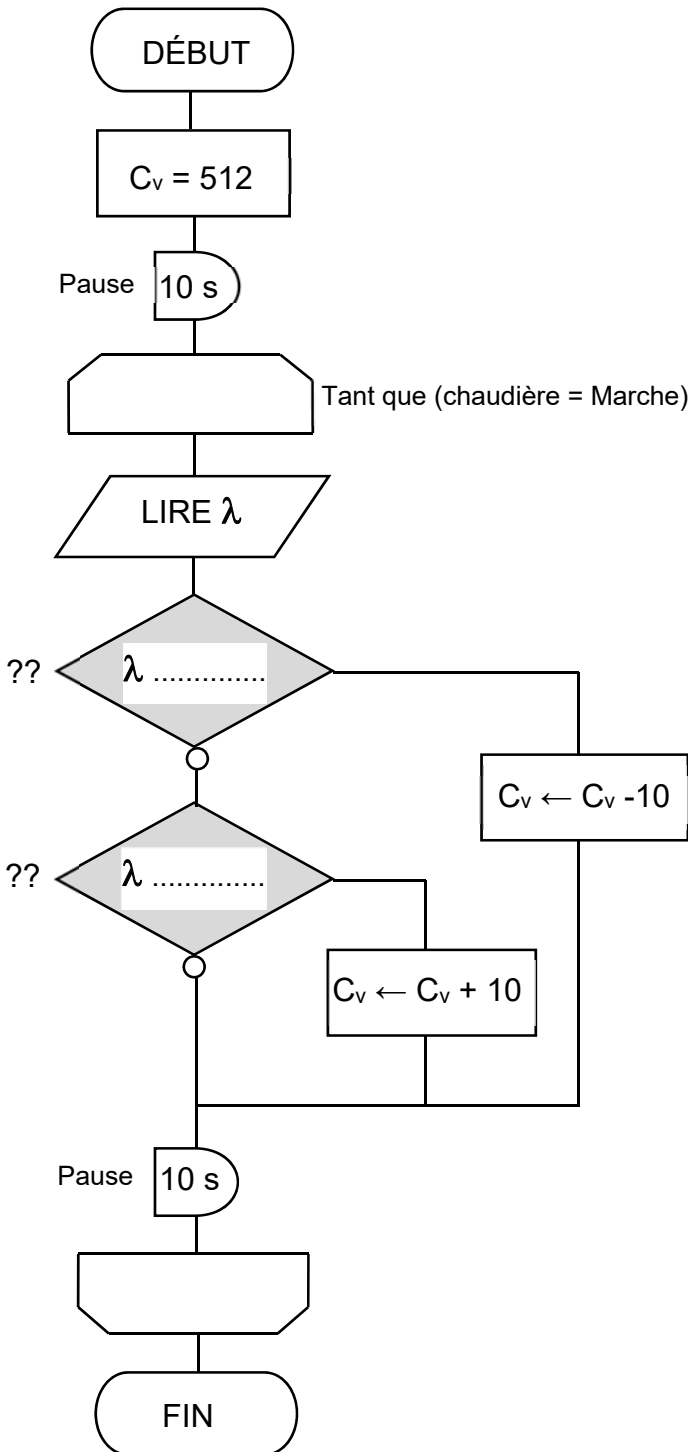 DÉBUT
Cv = 512
Pause 10 s
Tant que (chaudière = Marche)
LIRE λ
?? λ ..............
Cv ← Cv -10
?? λ ..............
Cv ← Cv + 10
Pause 10 s
FIN